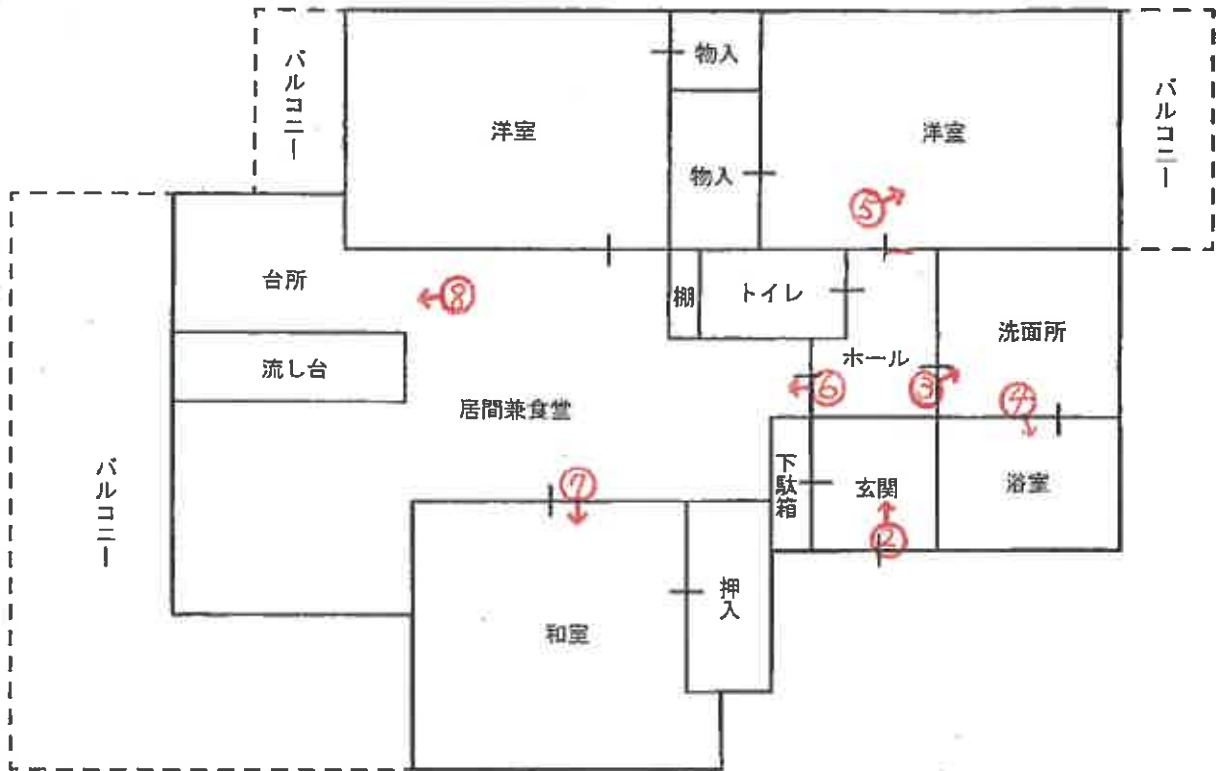 バルコニー
洋室
物入
物入
洋室
バルコニー
⑤
台所
⑧
棚
トイレ
ホール
洗面所
流し台
居間兼食堂
⑥
③
④
バルコニー
⑦
下駄箱
玄関
浴室
②
押入
和室